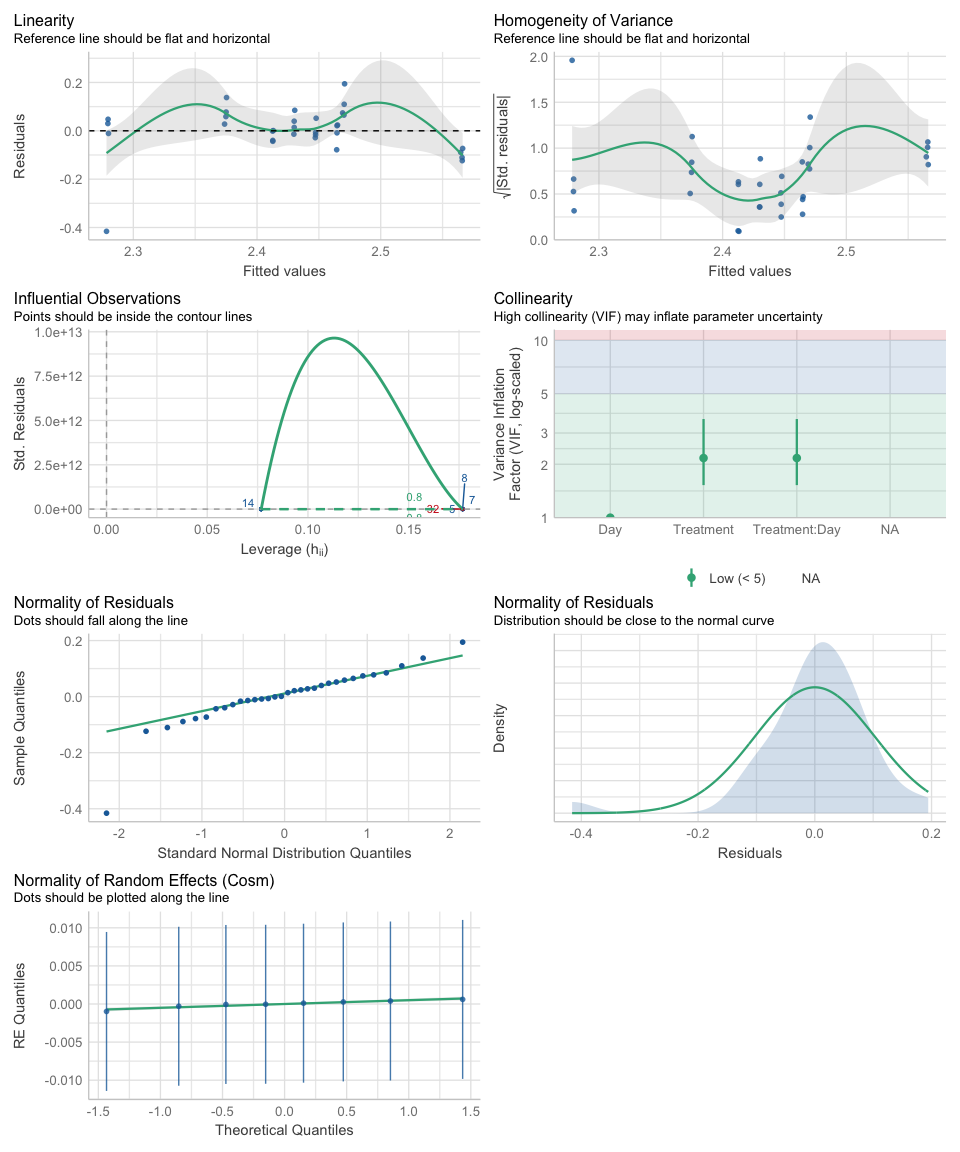 Linearity
Reference line should be flat and horizontal
Residuals
0.2
0.0
-0.2
-0.4
2.3
2.4
2.5
Fitted values
Homogeneity of Variance
Reference line should be flat and horizontal
√|Std. residuals|
2.0
1.5
1.0
0.5
0.0
2.3
2.4
2.5
Fitted values
Influential Observations
Points should be inside the contour lines
Std. Residuals
1.0e+13
7.5e+12
5.0e+12
2.5e+12
0.0e+00
14
0.8
0.8
32
5
8
7
0.00
0.05
0.10
0.15
Leverage (hii)
Collinearity
High collinearity (VIF) may inflate parameter uncertainty
Variance Inflation
Factor (VIF, log-scaled)
10
5
3
2
1
Day
Treatment
Treatment:Day
NA
Low (< 5)
NA
Normality of Residuals
Dots should fall along the line
Sample Quantiles
0.2
0.0
-0.2
-0.4
-2
-1
0
1
2
Standard Normal Distribution Quantiles
Normality of Residuals
Distribution should be close to the normal curve
Density
-0.4
-0.2
0.0
0.2
Residuals
Normality of Random Effects (Cosm)
Dots should be plotted along the line
RE Quantiles
0.010
0.005
0.000
-0.005
-0.010
-1.5
-1.0
-0.5
0.0
0.5
1.0
1.5
Theoretical Quantiles